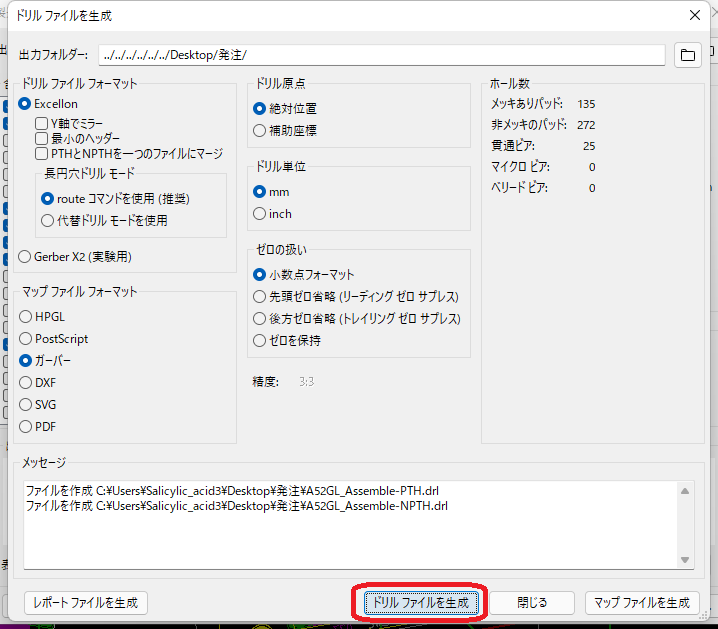 ドリル ファイルを生成
出力フォルダー: ../../../../../../Desktop/発注/
ドリル ファイル フォーマット
Excellon
Y軸でミラー
最小のヘッダー
PTHとNPTHを一つのファイルにマージ
長円穴ドリル モード
route コマンドを使用 (推奨)
代替ドリル モードを使用
Gerber X2 (実験用)
マップ ファイル フォーマット
HPGL
PostScript
ガーバー
DXF
SVG
PDF
ドリル原点
絶対位置
補助座標
ドリル単位
mm
inch
ゼロの扱い
小数点フォーマット
先頭ゼロ省略 (リーディング ゼロ サプレス)
後方ゼロ省略 (トレイリング ゼロ サプレス)
ゼロを保持
精度: 3:3
ホール数
メッキありパッド: 135
非メッキのパッド: 272
貫通ビア: 25
マイクロ ビア: 0
ベリード ビア: 0
メッセージ
ファイルを作成 C:¥Users¥Salicylic_acid3¥Desktop¥発注¥A52GL_Assemble-PTH.drl
ファイルを作成 C:¥Users¥Salicylic_acid3¥Desktop¥発注¥A52GL_Assemble-NPTH.drl
レポート ファイルを生成
ドリル ファイルを生成
閉じる
マップ ファイルを生成